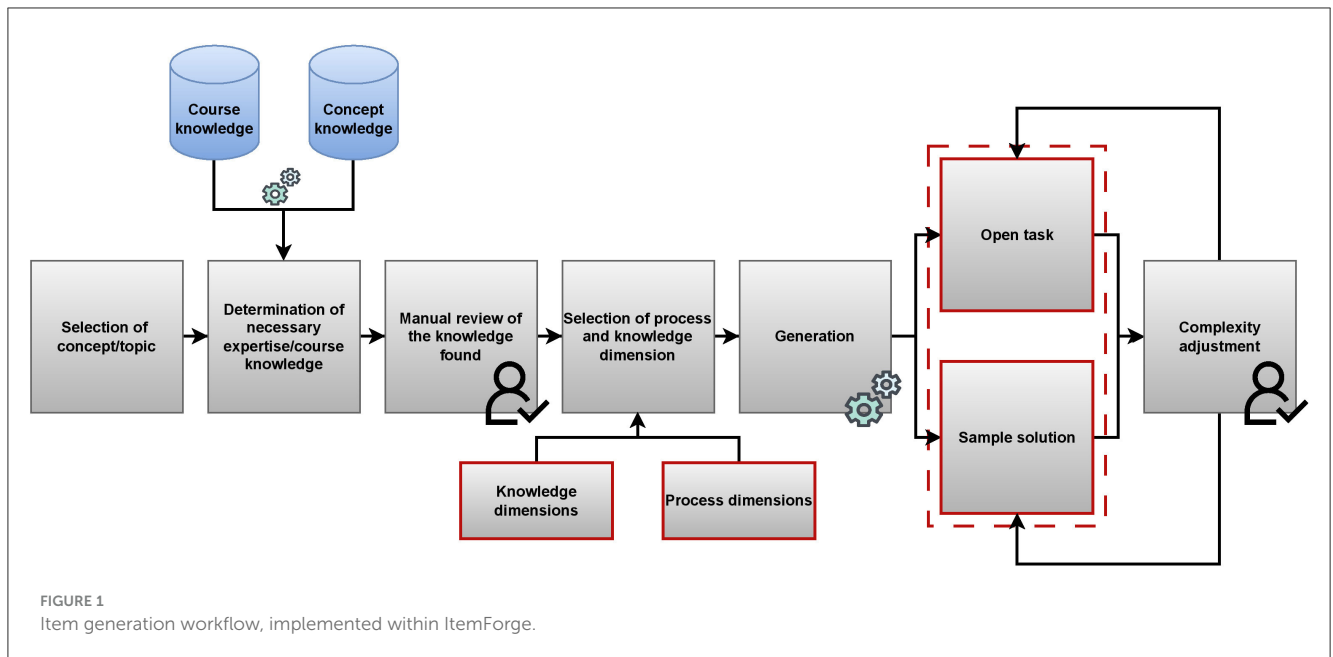 Course
knowledge
Concept
knowledge
Selection of
concept/topic
Determination of
necessary
expertise/course
knowledge
Manual review of
the knowledge
found
Selection of process
and knowledge
dimension
Generation
Open task
Sample solution
Complexity
adjustment
Knowledge
dimensions
Process dimensions
FIGURE 1
Item generation workflow, implemented within ItemForge.